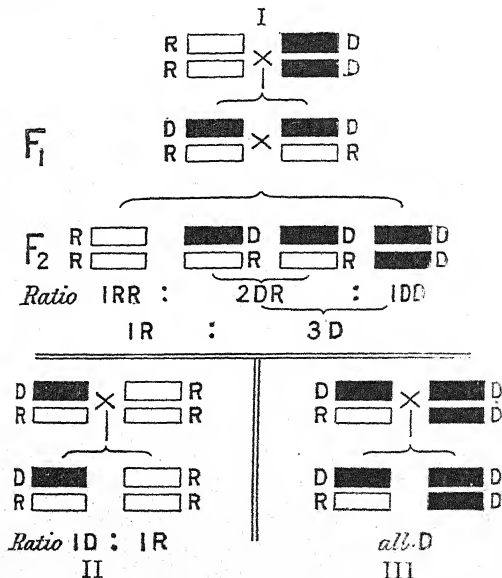 I
R D
R D
F1
D D
R R
F2
R D D D
R R R D
Ratio 1RR : 2DR : 1DD
1R : 3D
D R
R R
D R
R R
Ratio 1D : 1R
II
D D
R D
D D
R D
all D
III